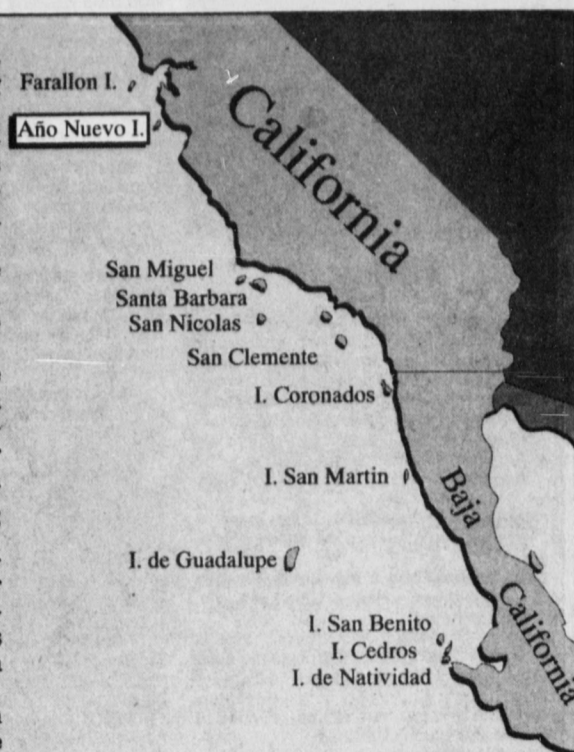 Farallon I.
Año Nuevo I.
California
San Miguel
Santa Barbara
San Nicolas
San Clemente
I. Coronados
I. San Martin
Baja
California
I. de Guadalupe
I. San Benito
I. Cedros
I. de Natividad